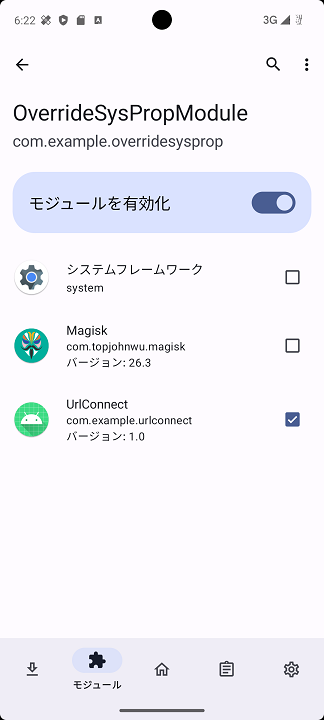 6:22
3G
OverrideSysPropModule
com.example.overridesysprop
モジュールを有効化
システムフレームワーク
system
Magisk
com.topjohnwu.magisk
バージョン: 26.3
UrlConnect
com.example.urlconnect
バージョン: 1.0
モジュール